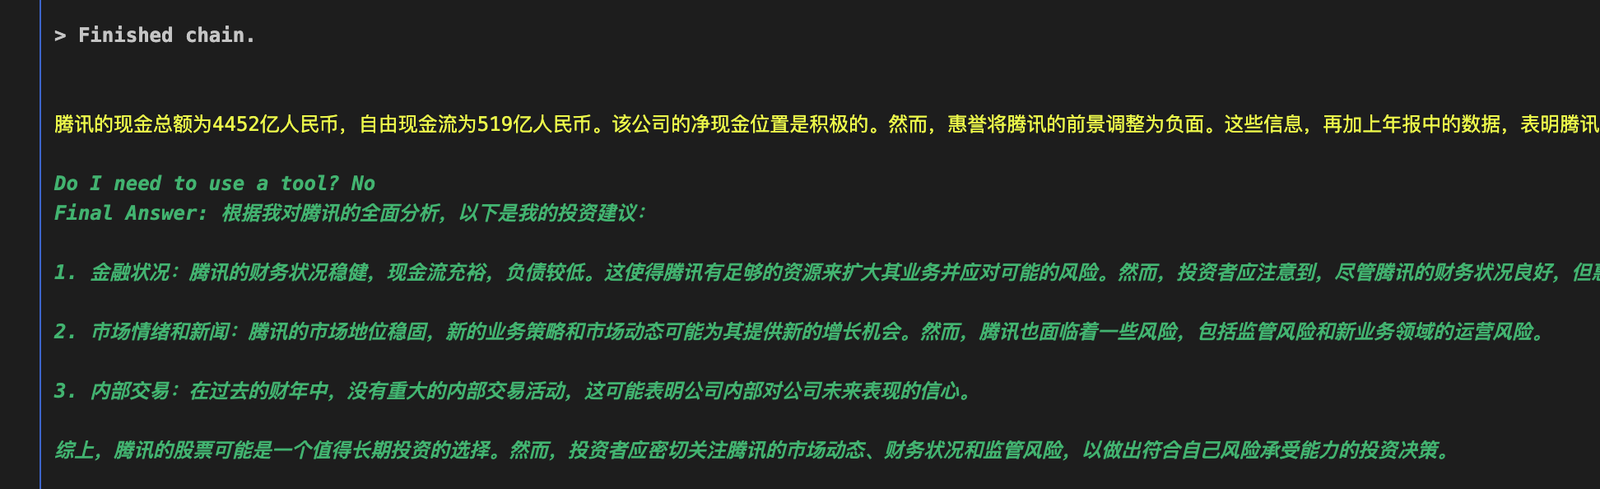 > Finished chain.
腾讯的现金总额为4452亿人民币，自由现金流为519亿人民币。该公司的净现金位置是积极的。然而，惠誉将腾讯的前景调整为负面。这些信息，再加上年报中的数据，表明腾讯
Do I need to use a tool? No
Final Answer: 根据我对腾讯的全面分析，以下是我的投资建议：
1. 金融状况：腾讯的财务状况稳健，现金流充裕，负债较低。这使得腾讯有足够的资源来扩大其业务并应对可能的风险。然而，投资者应注意到，尽管腾讯的财务状况良好，但
2. 市场情绪和新闻：腾讯的市场地位稳固，新的业务策略和市场动态可能为其提供新的增长机会。然而，腾讯也面临着一些风险，包括监管风险和新业务领域的运营风险。
3. 内部交易：在过去的财年中，没有重大的内部交易活动，这可能表明公司内部对公司未来表现的信心。
综上，腾讯的股票可能是一个值得长期投资的选择。然而，投资者应密切关注腾讯的市场动态、财务状况和监管风险，以做出符合自己风险承受能力的投资决策。